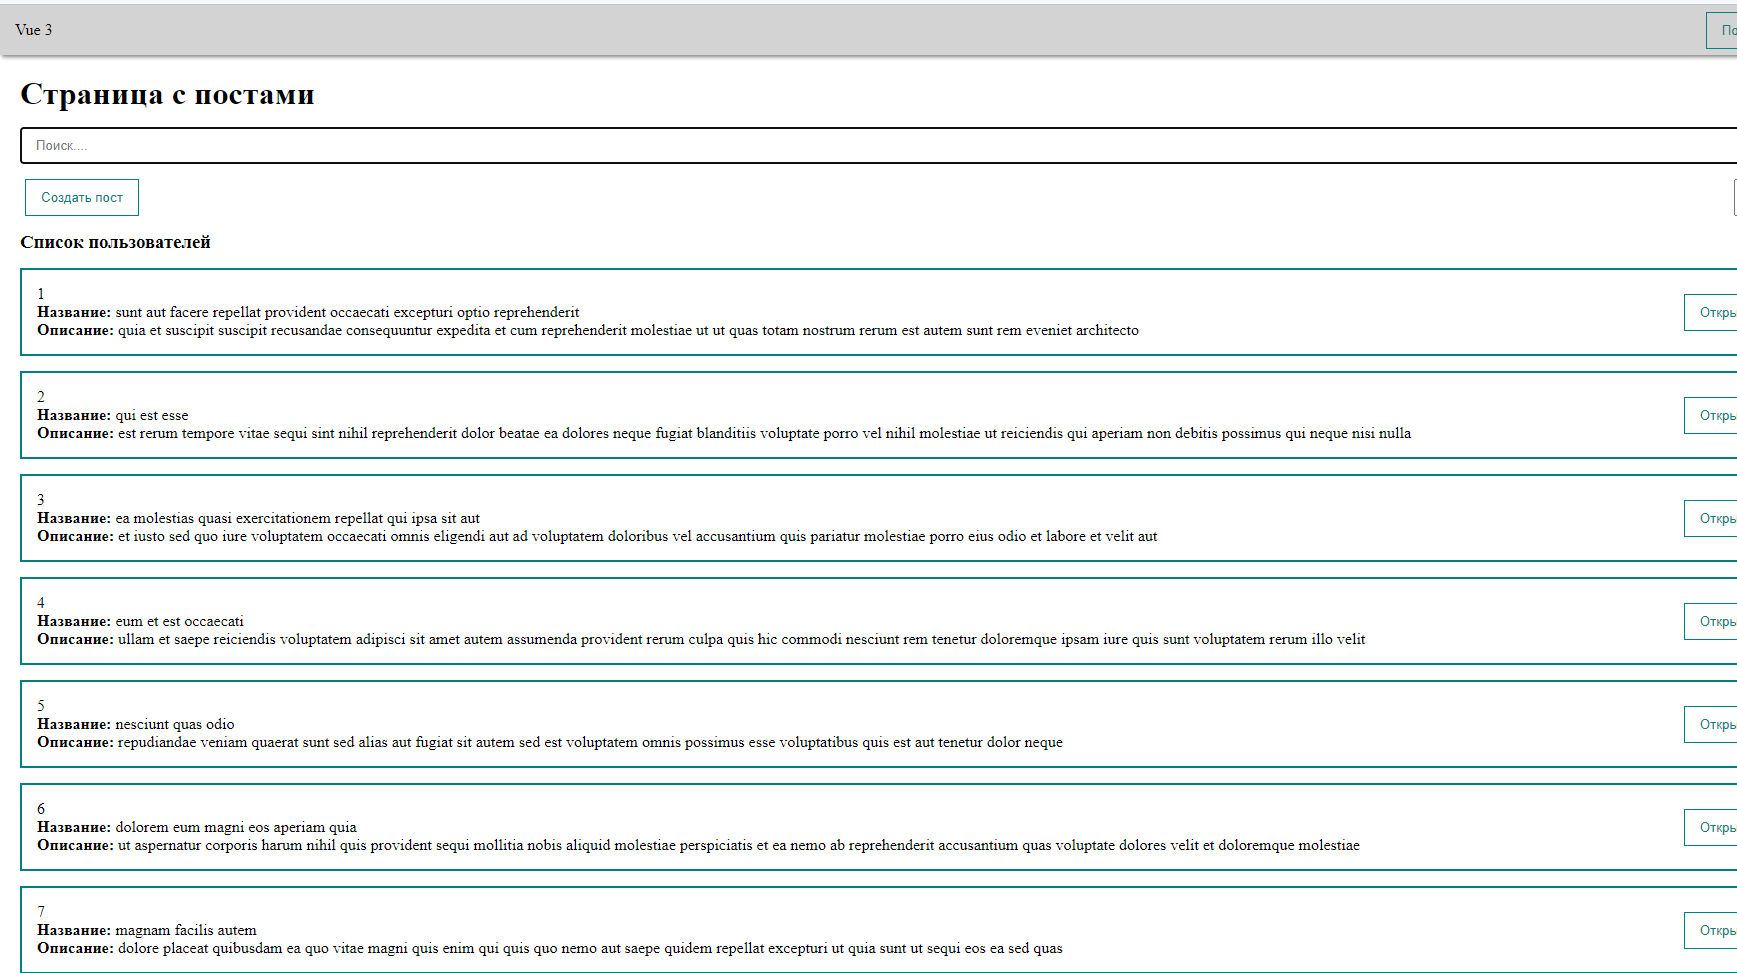 Vue 3
По
Страница с постами
Поиск....
Создать пост
Список пользователей
1
Название: sunt aut facere repellat provident occaecati excepturi optio reprehenderit
Описание: quia et suscipit suscipit recusandae consequuntur expedita et cum reprehenderit molestiae ut ut quas totam nostrum rerum est autem sunt rem eveniet architecto
Откры
2
Название: qui est esse
Описание: est rerum tempore vitae sequi sint nihil reprehenderit dolor beatae ea dolores neque fugiat blanditiis voluptate porro vel nihil molestiae ut reiciendis qui aperiam non debitis possimus qui neque nisi nulla
Откры
3
Название: ea molestias quasi exercitationem repellat qui ipsa sit aut
Описание: et iusto sed quo iure voluptatem occaecati omnis eligendi aut ad voluptatem doloribus vel accusantium quis pariatur molestiae porro eius odio et labore et velit aut
Откры
4
Название: eum et est occaecati
Описание: ullam et saepe reiciendis voluptatem adipisci sit amet autem assumenda provident rerum culpa quis hic commodi nesciunt rem tenetur doloremque ipsam iure quis sunt voluptatem rerum illo velit
Откры
5
Название: nesciunt quas odio
Описание: repudiandae veniam quaerat sunt sed alias aut fugiat sit autem sed est voluptatem omnis possimus esse voluptatibus quis est aut tenetur dolor neque
Откры
6
Название: dolorem eum magni eos aperiam quia
Описание: ut aspernatur corporis harum nihil quis provident sequi mollitia nobis aliquid molestiae perspiciatis et ea nemo ab reprehenderit accusantium quas voluptate dolores velit et doloremque molestiae
Откры
7
Название: magnam facilis autem
Описание: dolore placeat quibusdam ea quo vitae magni quis enim qui quis quo nemo aut saepe quidem repellat excepturi ut quia sunt ut sequi eos ea sed quas
Откры